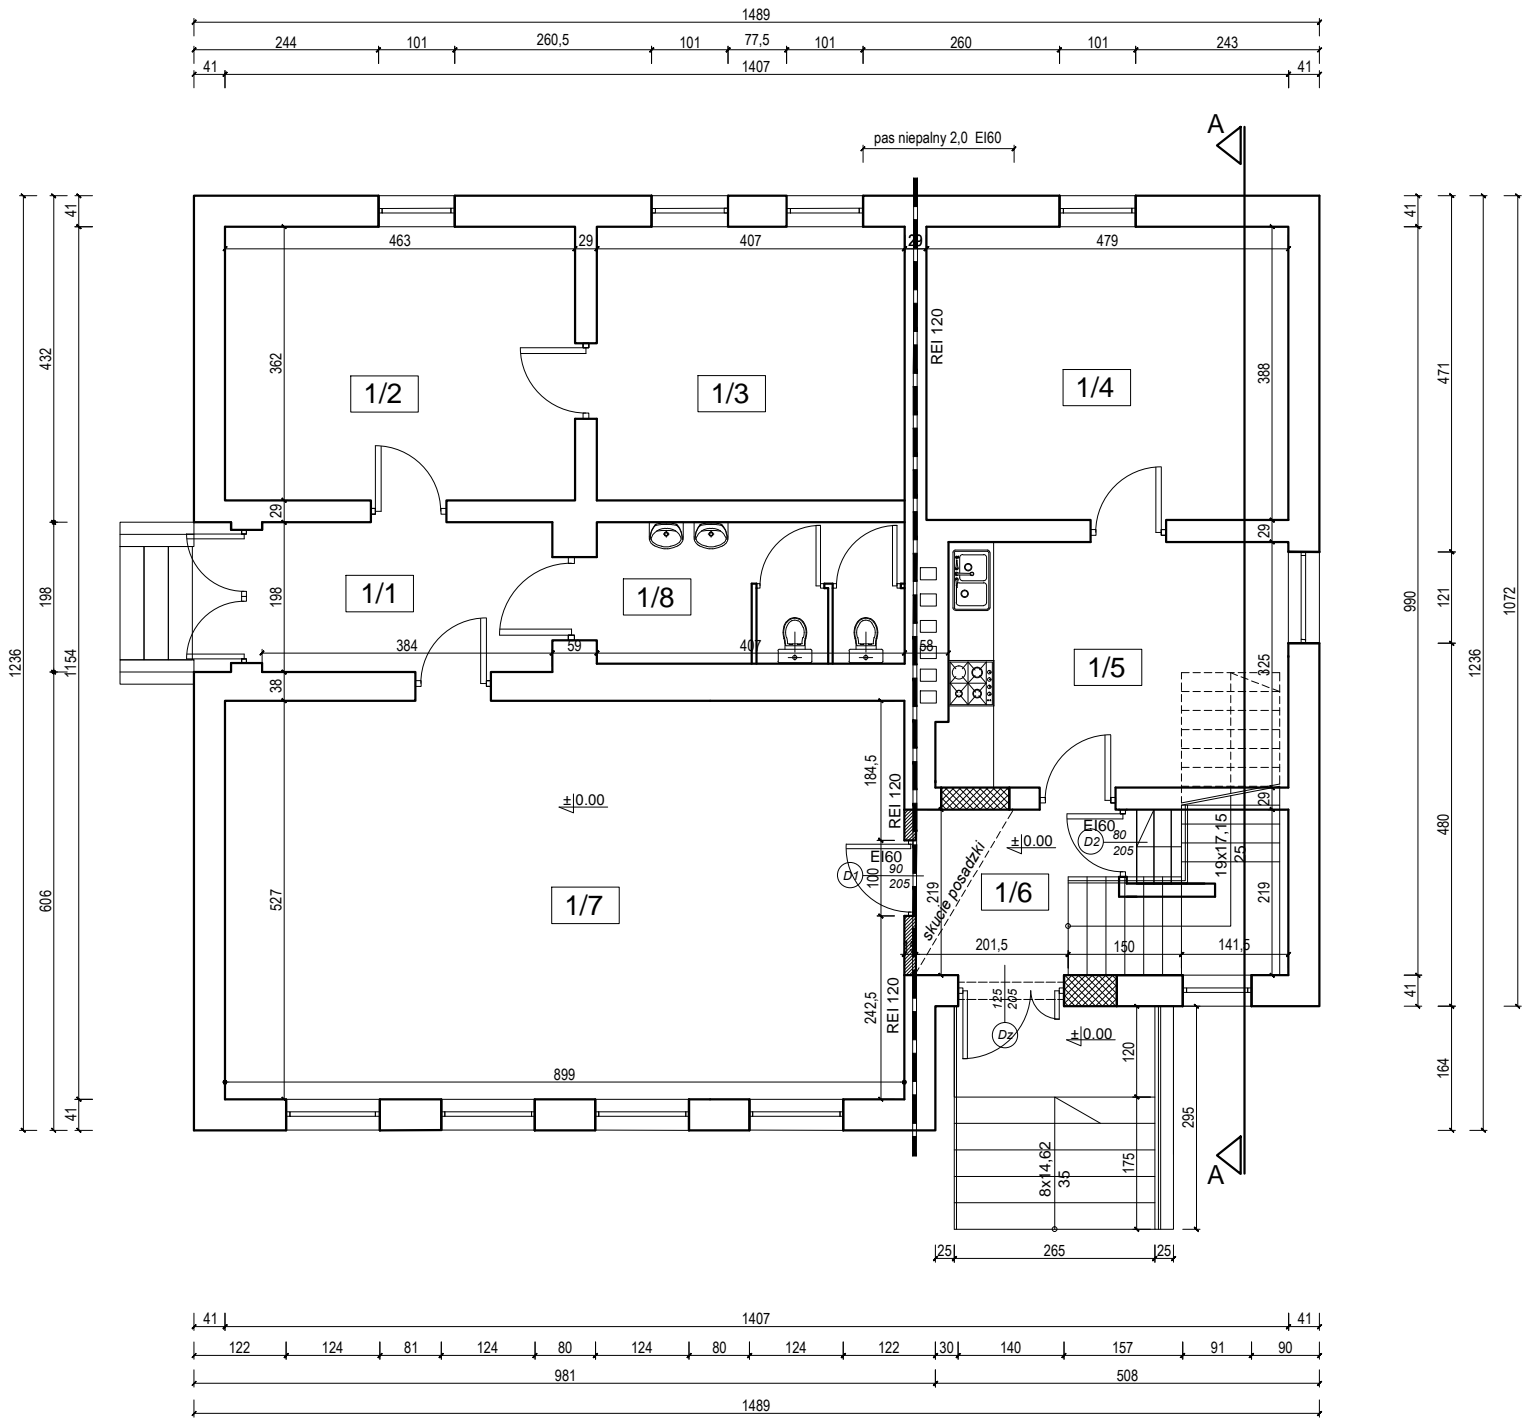 1489
244 101 260,5 101 77,5 101 260 101 243
41 1407 41
A
pas niepalny 2,0 EI60
41
432
198
606
1236
1154
41
463 29 407 29 479
362
REI 120
388
1/2
1/3
1/4
29
29
1/1
198
1/8
384 59 407 58
38
1/5
325
184,5
REI 120
±0.00
29
EI60
D1
90
205
100
±0.00
EI60
D2
80
205
19x17,15
25
skucie posadzki
219
1/6
219
527
1/7
201,5 150 141,5
242,5
REI 120
125
205
Dz
±0.00
120
899
8x14,62
35
175
295
A
25 265 25
41
471
121
990
480
41
164
1236
1072
41 1407 41
122 124 81 124 80 124 80 124 122 30 140 157 91 90
981 508
1489